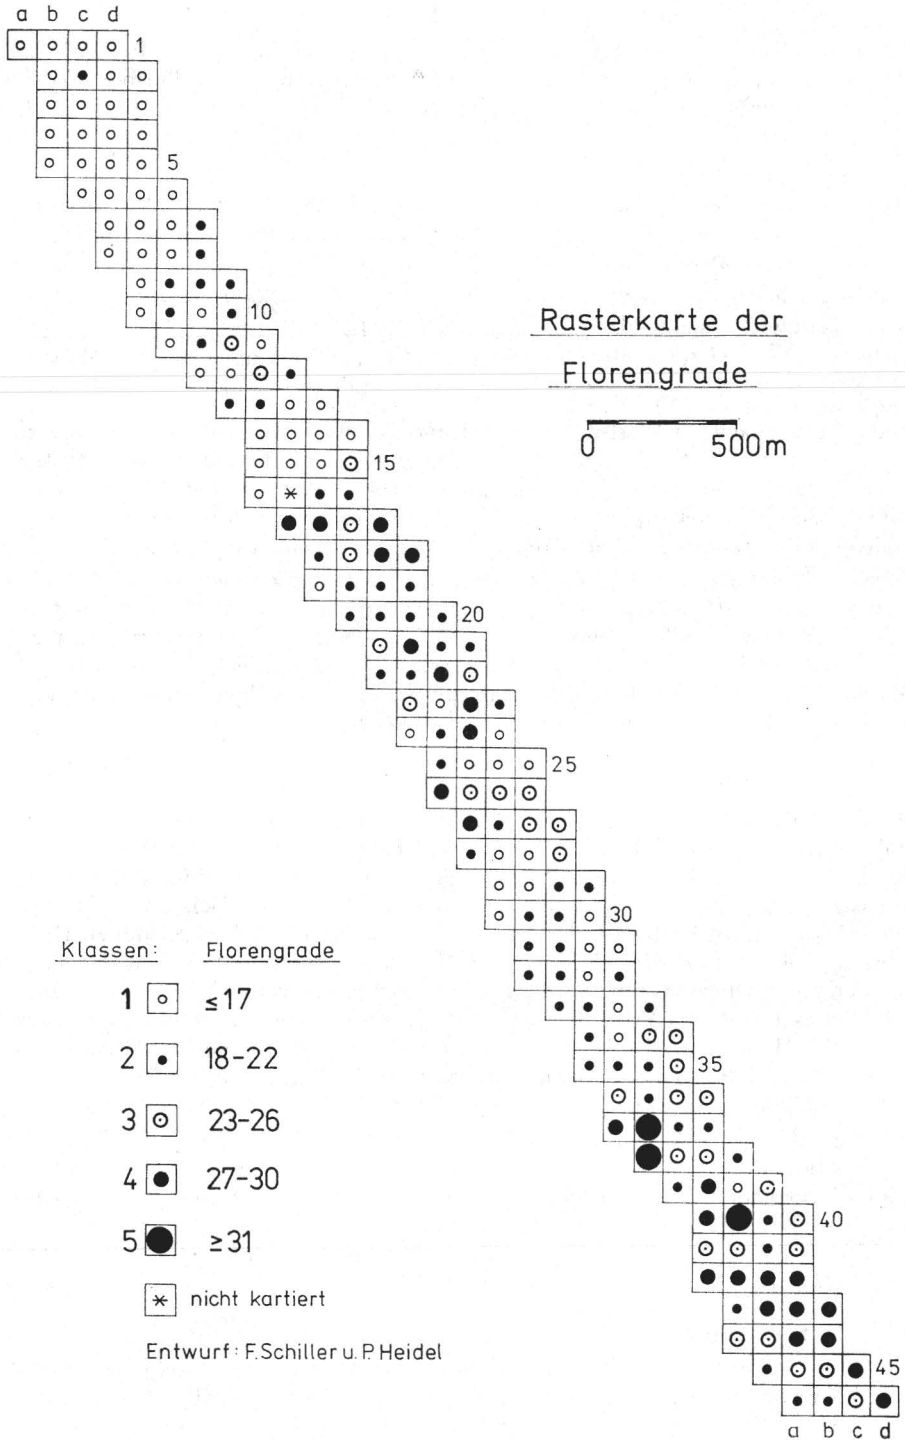 a b c d
1
5
10
Rasterkarte der
Florengrade
0 500m
15
20
25
30
Klassen: Florengrade
1 ≤17
2 18-22
35
3 23-26
4 27-30
40
5 ≥31
* nicht kartiert
Entwurf: F. Schiller u. P. Heidel
45
a b c d